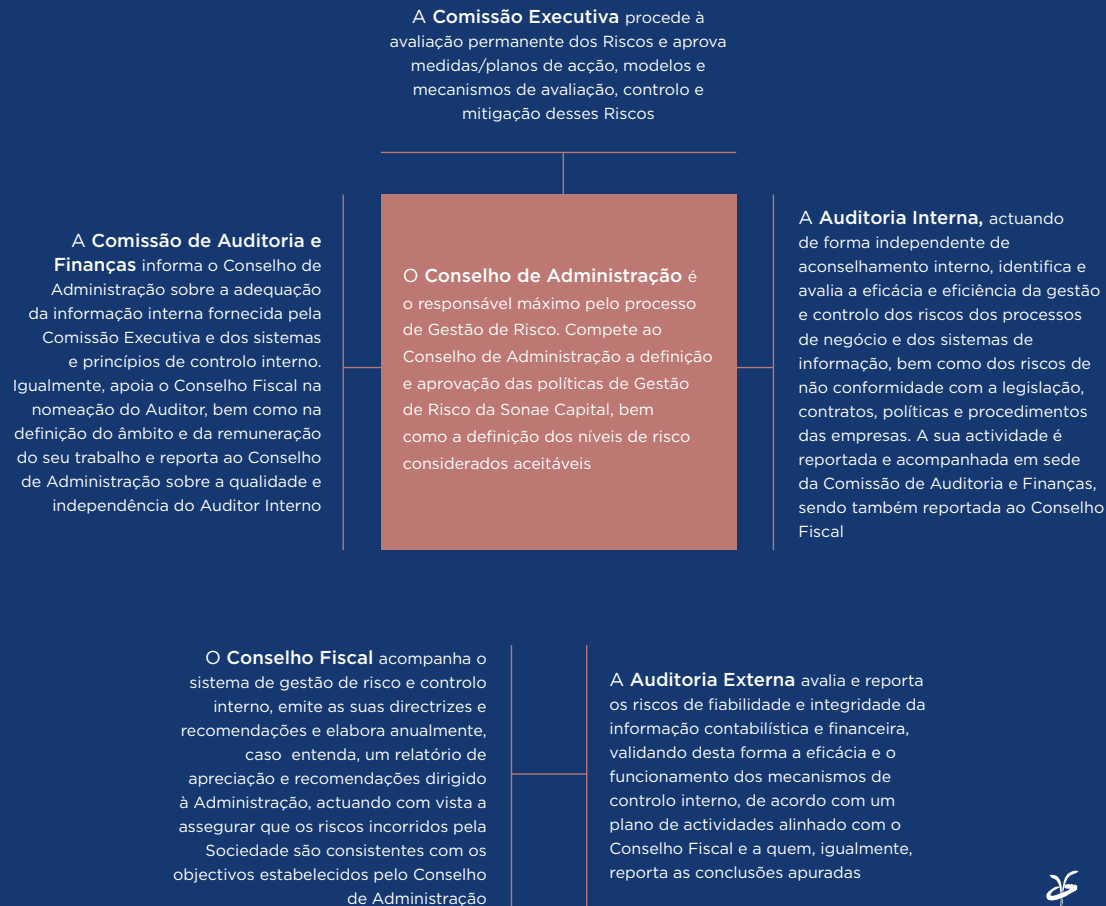 A Comissão Executiva procede à
avaliação permanente dos Riscos e aprova
medidas/planos de acção, modelos e
mecanismos de avaliação, controlo e
mitigação desses Riscos
A Comissão de Auditoria e
Finanças informa o Conselho de
Administração sobre a adequação
da informação interna fornecida pela
Comissão Executiva e dos sistemas
e princípios de controlo interno.
Igualmente, apoia o Conselho Fiscal na
nomeação do Auditor, bem como na
definição do âmbito e da remuneração
do seu trabalho e reporta ao Conselho
de Administração sobre a qualidade e
independência do Auditor Interno
O Conselho de Administração é
o responsável máximo pelo processo
de Gestão de Risco. Compete ao
Conselho de Administração a definição
e aprovação das políticas de Gestão
de Risco da Sonae Capital, bem
como a definição dos níveis de risco
considerados aceitáveis
A Auditoria Interna, actuando
de forma independente de
aconselhamento interno, identifica e
avalia a eficácia e eficiência da gestão
e controlo dos riscos dos processos
de negócio e dos sistemas de
informação, bem como dos riscos de
não conformidade com a legislação,
contratos, políticas e procedimentos
das empresas. A sua actividade é
reportada e acompanhada em sede
da Comissão de Auditoria e Finanças,
sendo também reportada ao Conselho
Fiscal
O Conselho Fiscal acompanha o
sistema de gestão de risco e controlo
interno, emite as suas directrizes e
recomendações e elabora anualmente,
caso entenda, um relatório de
apreciação e recomendações dirigido
à Administração, actuando com vista a
assegurar que os riscos incorridos pela
Sociedade são consistentes com os
objectivos estabelecidos pelo Conselho
de Administração
A Auditoria Externa avalia e reporta
os riscos de fiabilidade e integridade da
informação contabilística e financeira,
validando desta forma a eficácia e o
funcionamento dos mecanismos de
controlo interno, de acordo com um
plano de actividades alinhado com o
Conselho Fiscal e a quem, igualmente,
reporta as conclusões apuradas